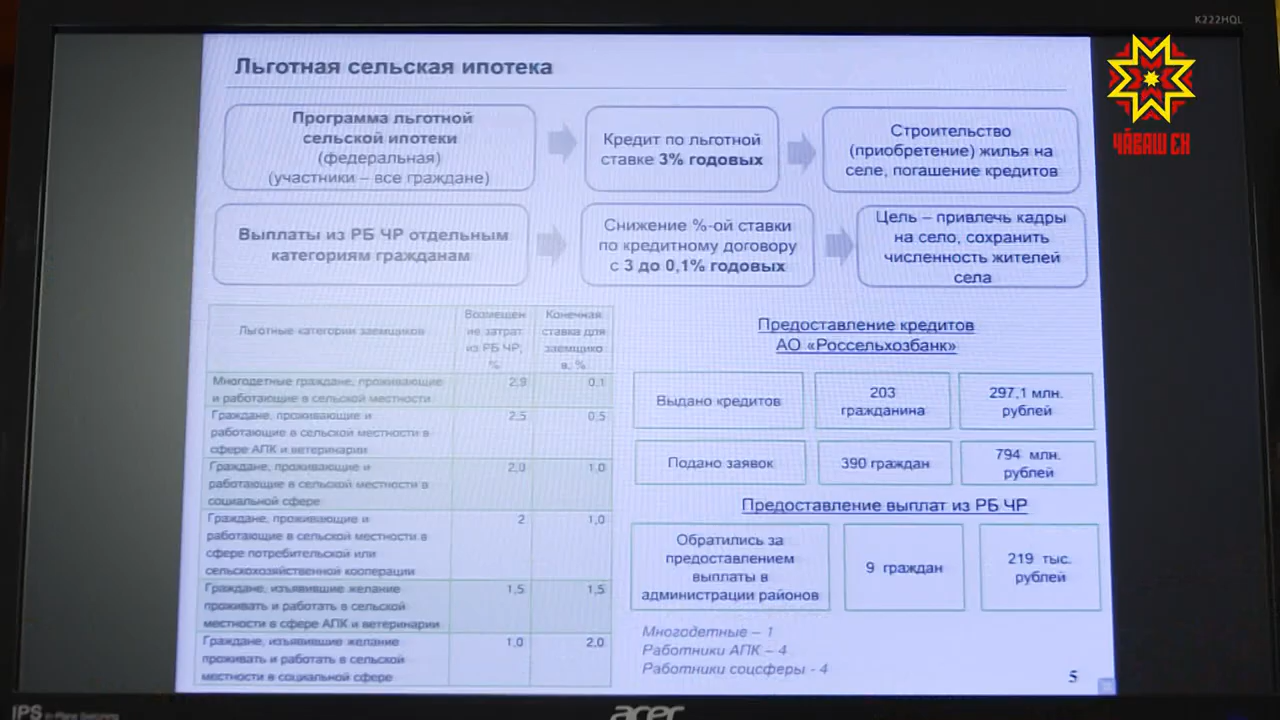 K222HQL
Льготная сельская ипотека
Программа льготной
сельской ипотеки
(федеральная)
(участники – все граждане)
Кредит по льготной
ставке 3% годовых
Строительство
(приобретение) жилья на
селе, погашение кредитов
ЧӐВАШ ЕН
Выплаты из РБ ЧР отдельным
категориям гражданам
Снижение %-ой ставки
по кредитному договору
с 3 до 0,1% годовых
Цель – привлечь кадры
на село, сохранить
численность жителей
села
Льготные категории заемщиков
Возмещен
ие затрат
из РБ ЧР,
%
Конечная
ставка для
заемщико
в, %
Многодетные граждане, проживающие
и работающие в сельской местности
2,9
0,1
Граждане, проживающие и
работающие в сельской местности в
сфере АПК и ветеринарии
2,5
0,5
Граждане, проживающие и
работающие в сельской местности в
социальной сфере
2,0
1,0
Граждане, проживающие и
работающие в сельской местности в
сфере потребительской или
сельскохозяйственной кооперации
2
1,0
Граждане, изъявившие желание
проживать и работать в сельской
местности в сфере АПК и ветеринарии
1,5
1,5
Граждане, изъявившие желание
проживать и работать в сельской
местности в социальной сфере
1,0
2,0
Предоставление кредитов
АО «Россельхозбанк»
Выдано кредитов
203
гражданина
297,1 млн.
рублей
Подано заявок
390 граждан
794 млн.
рублей
Предоставление выплат из РБ ЧР
Обратились за
предоставлением
выплаты в
администрации районов
9 граждан
219 тыс.
рублей
Многодетные – 1
Работники АПК – 4
Работники соцсферы - 4
5
IPS
acer